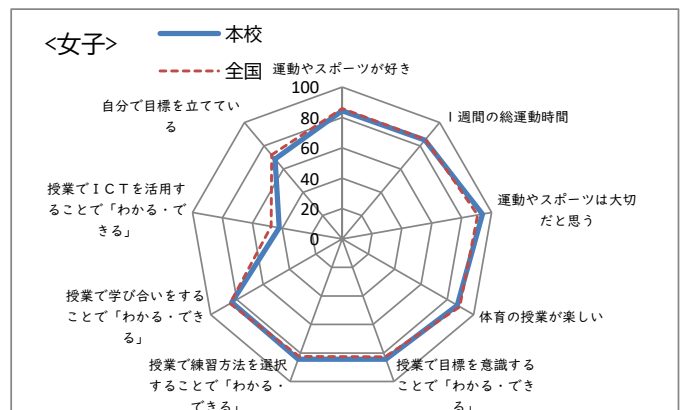 <女子>
本校
全国
運動やスポーツが好き
100
80
60
40
20
0
1週間の総運動時間
運動やスポーツは大切
だと思う
体育の授業が楽しい
授業で目標を意識する
ことで「わかる・でき
る」
授業で練習方法を選択
することで「わかる・
できる」
授業で学び合いをする
ことで「わかる・でき
る」
授業でＩＣＴを活用す
ることで「わかる・で
きる」
自分で目標を立ててい
る